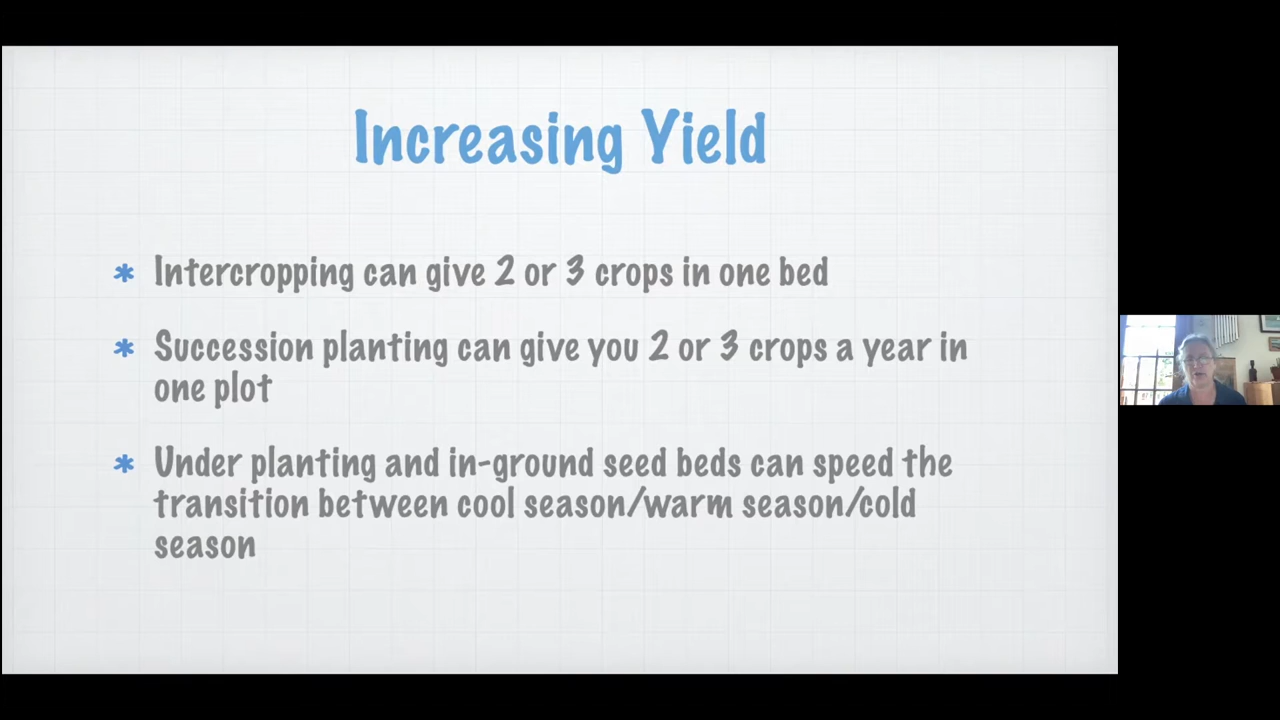 Increasing Yield
* Intercropping can give 2 or 3 crops in one bed
* Succession planting can give you 2 or 3 crops a year in
one plot
* Under planting and in-ground seed beds can speed the
transition between cool season/warm season/cold
season